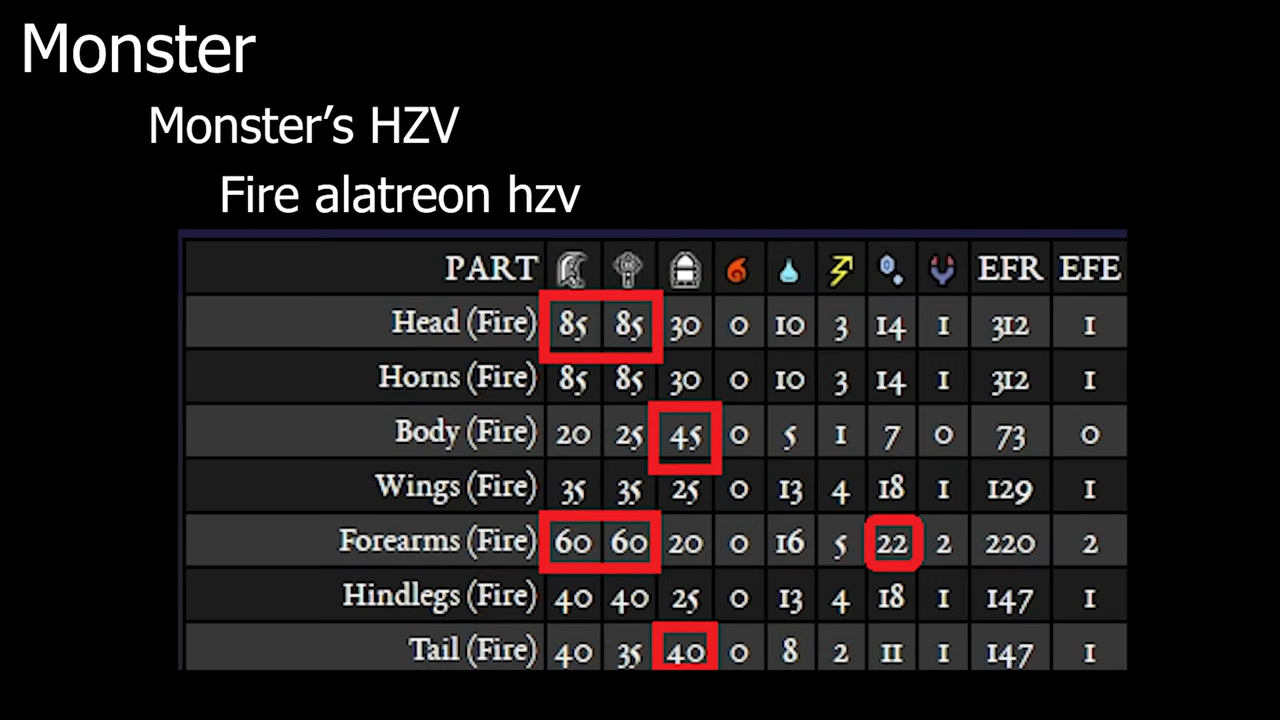 Monster
Monster's HZV
Fire alatreon hzv
PART EFR EFE
Head (Fire) 85 85 30 0 10 3 14 1 312 1
Horns (Fire) 85 85 30 0 10 3 14 1 312 1
Body (Fire) 20 25 45 0 5 1 7 0 73 0
Wings (Fire) 35 35 25 0 13 4 18 1 129 1
Forearms (Fire) 60 60 20 0 16 5 22 2 220 2
Hindlegs (Fire) 40 40 25 0 13 4 18 1 147 1
Tail (Fire) 40 35 40 0 8 2 11 1 147 1